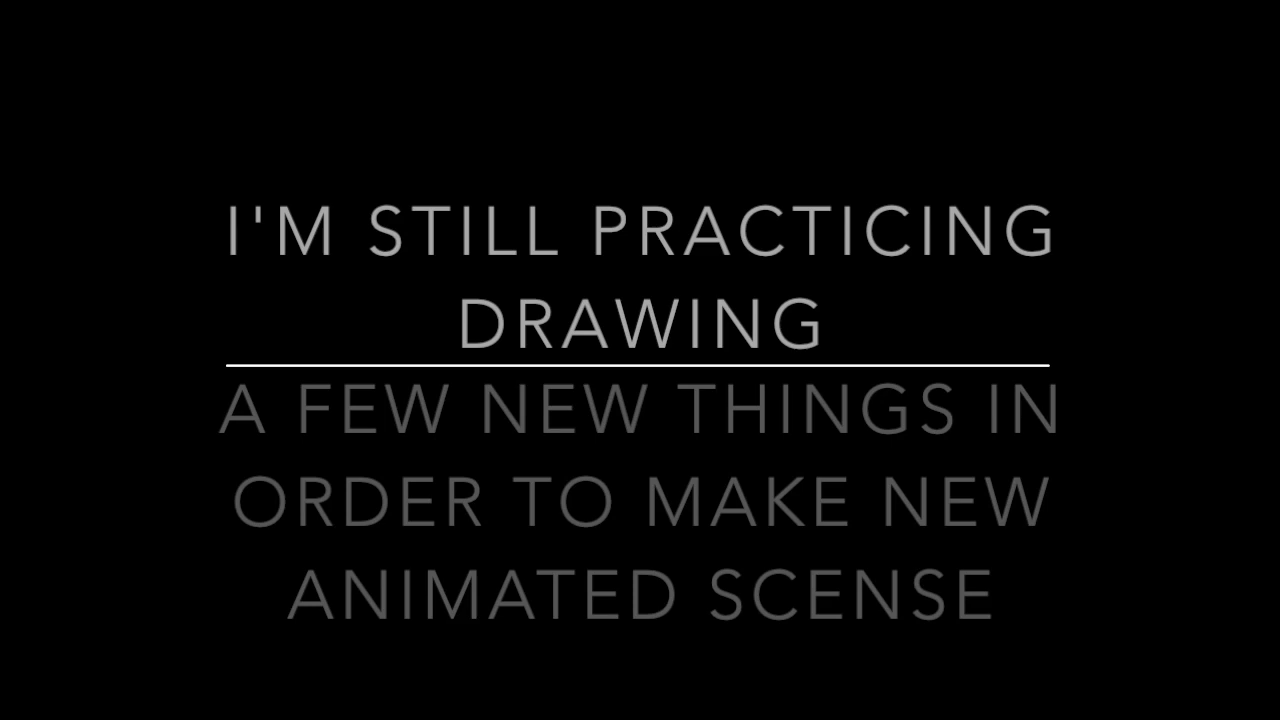 I'M STILL PRACTICING
DRAWING
A FEW NEW THINGS IN
ORDER TO MAKE NEW
ANIMATED SCENSE